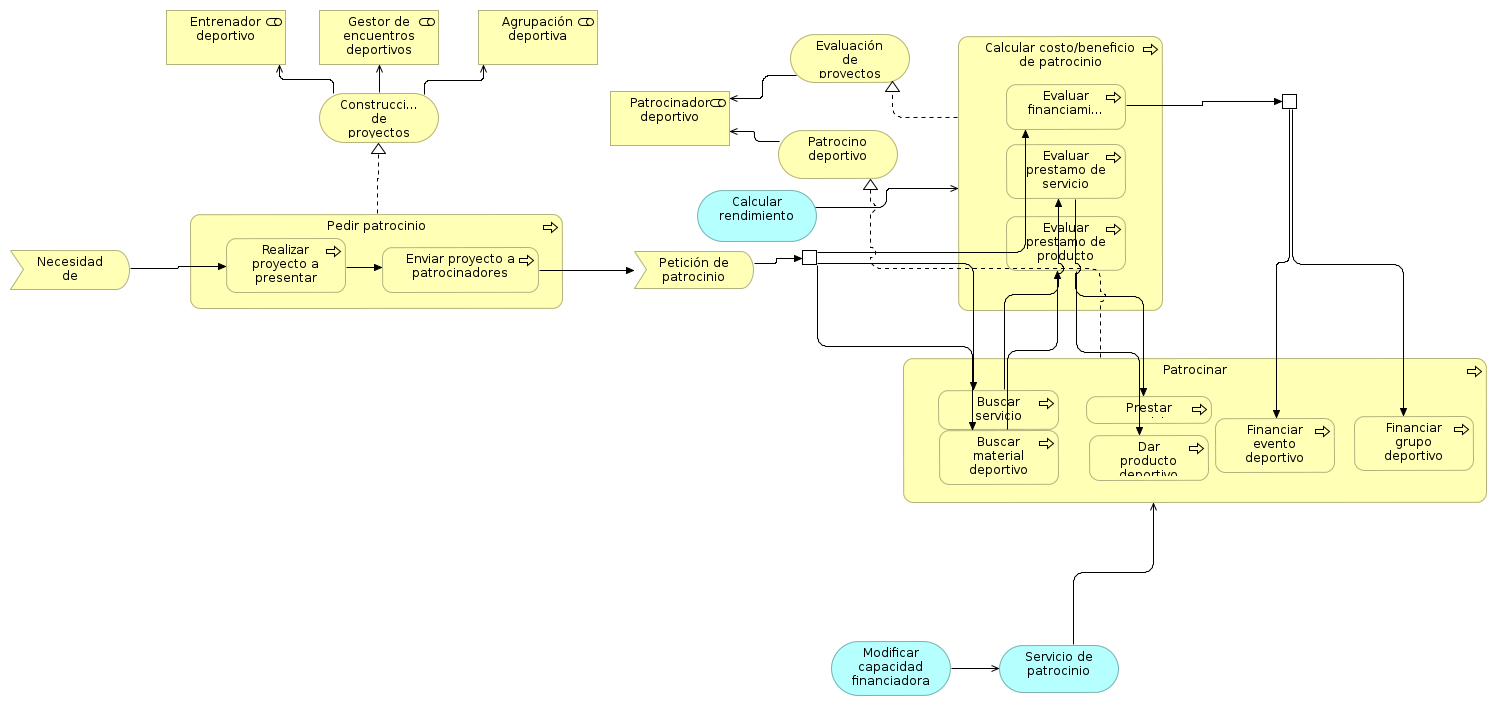 Entrenador
deportivo
Gestor de
encuentros
deportivos
Agrupación
deportiva
Construcci...
de
proyectos
Evaluación
de
proyectos
Patrocinador
deportivo
Patrocino
deportivo
Calcular
rendimiento
Calcular costo/beneficio
de patrocinio
Evaluar
financiami...
Evaluar
prestamo de
servicio
Evaluar
prestamo de
producto
Pedir patrocinio
Realizar
proyecto a
presentar
Enviar proyecto a
patrocinadores
Necesidad
de
Petición de
patrocinio
Patrocinar
Buscar
servicio
Buscar
material
deportivo
Prestar
Dar
producto
deportivo
Financiar
evento
deportivo
Financiar
grupo
deportivo
Modificar
capacidad
financiadora
Servicio de
patrocinio